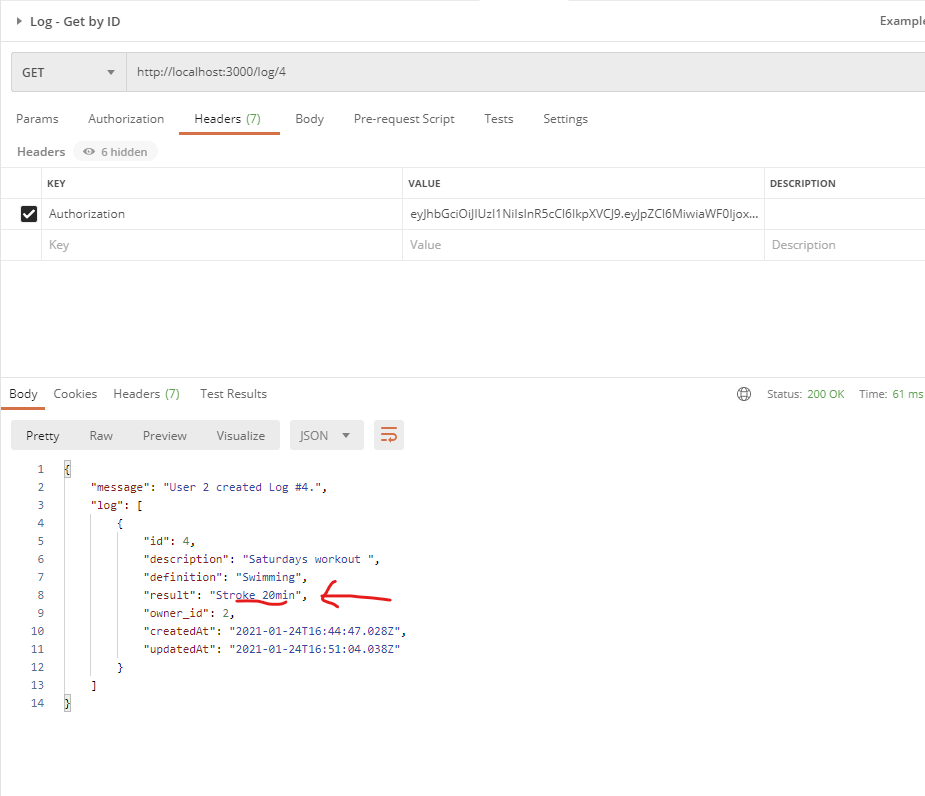 Log - Get by ID
Example
GET
http://localhost:3000/log/4
Params Authorization Headers (7) Body Pre-request Script Tests Settings
Headers 6 hidden
KEY VALUE DESCRIPTION
Authorization eyJhbGciOiJIUzI1NiIsInR5cCI6IkpXVCJ9.eyJpZCI6MiwiaWF0Ijox...
Key Value Description
Body Cookies Headers (7) Test Results Status: 200 OK Time: 61 ms
Pretty Raw Preview Visualize JSON
1 {
2 "message": "User 2 created Log #4.",
3 "log": [
4 {
5 "id": 4,
6 "description": "Saturdays workout ",
7 "definition": "Swimming",
8 "result": "Stroke 20min",
9 "owner_id": 2,
10 "createdAt": "2021-01-24T16:44:47.028Z",
11 "updatedAt": "2021-01-24T16:51:04.038Z"
12 }
13 ]
14 }